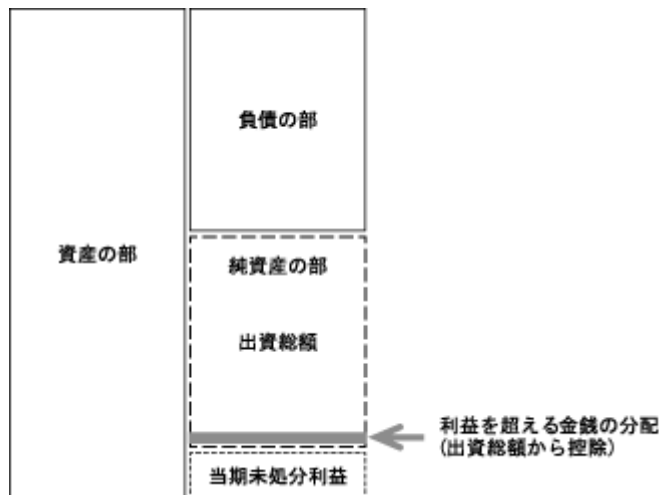 資産の部
負債の部
純資産の部
出資総額
利益を超える金銭の分配
(出資総額から控除)
当期未処分利益